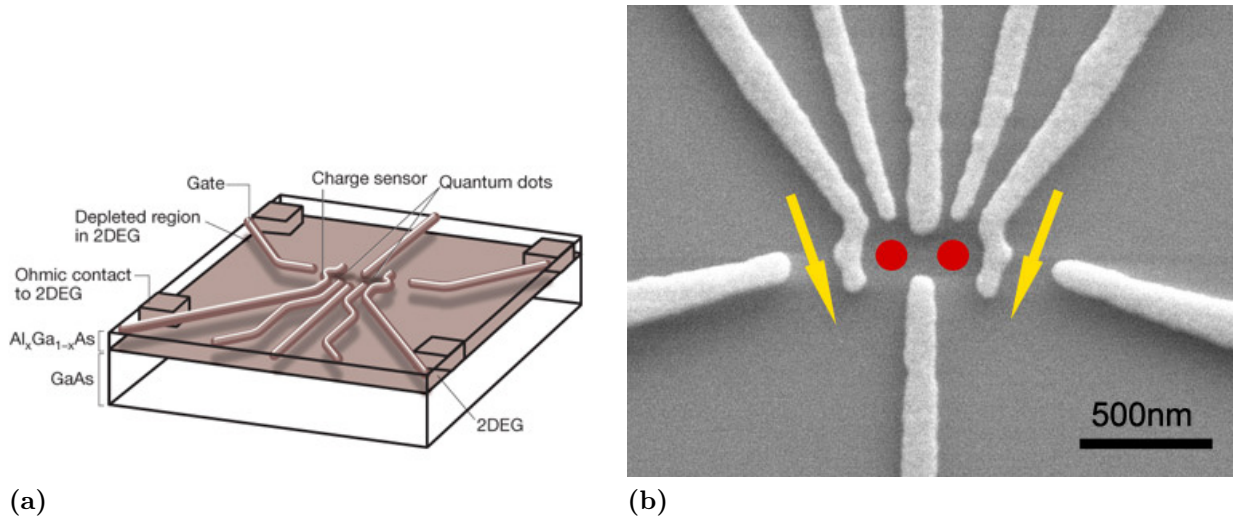 Gate
Charge sensor
Quantum dots
Depleted region
in 2DEG
Ohmic contact
to 2DEG
AlₓGa₁₋ₓAs
GaAs
2DEG
500nm
(a)
(b)